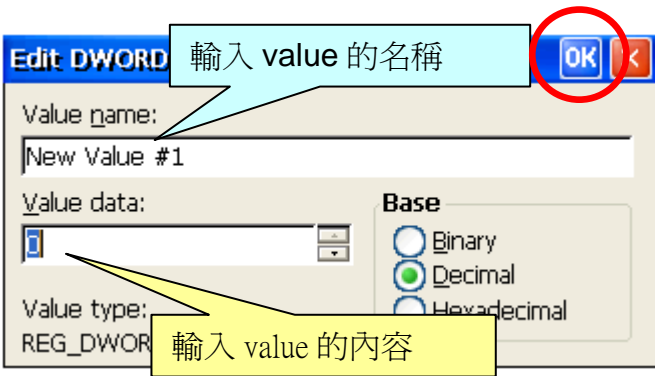 Edit DWORD
輸入 value 的名稱
OK
Value name:
New Value #1
Value data:
0
Base
Binary
Decimal
Hexadecimal
Value type:
REG_DWOR
輸入 value 的內容